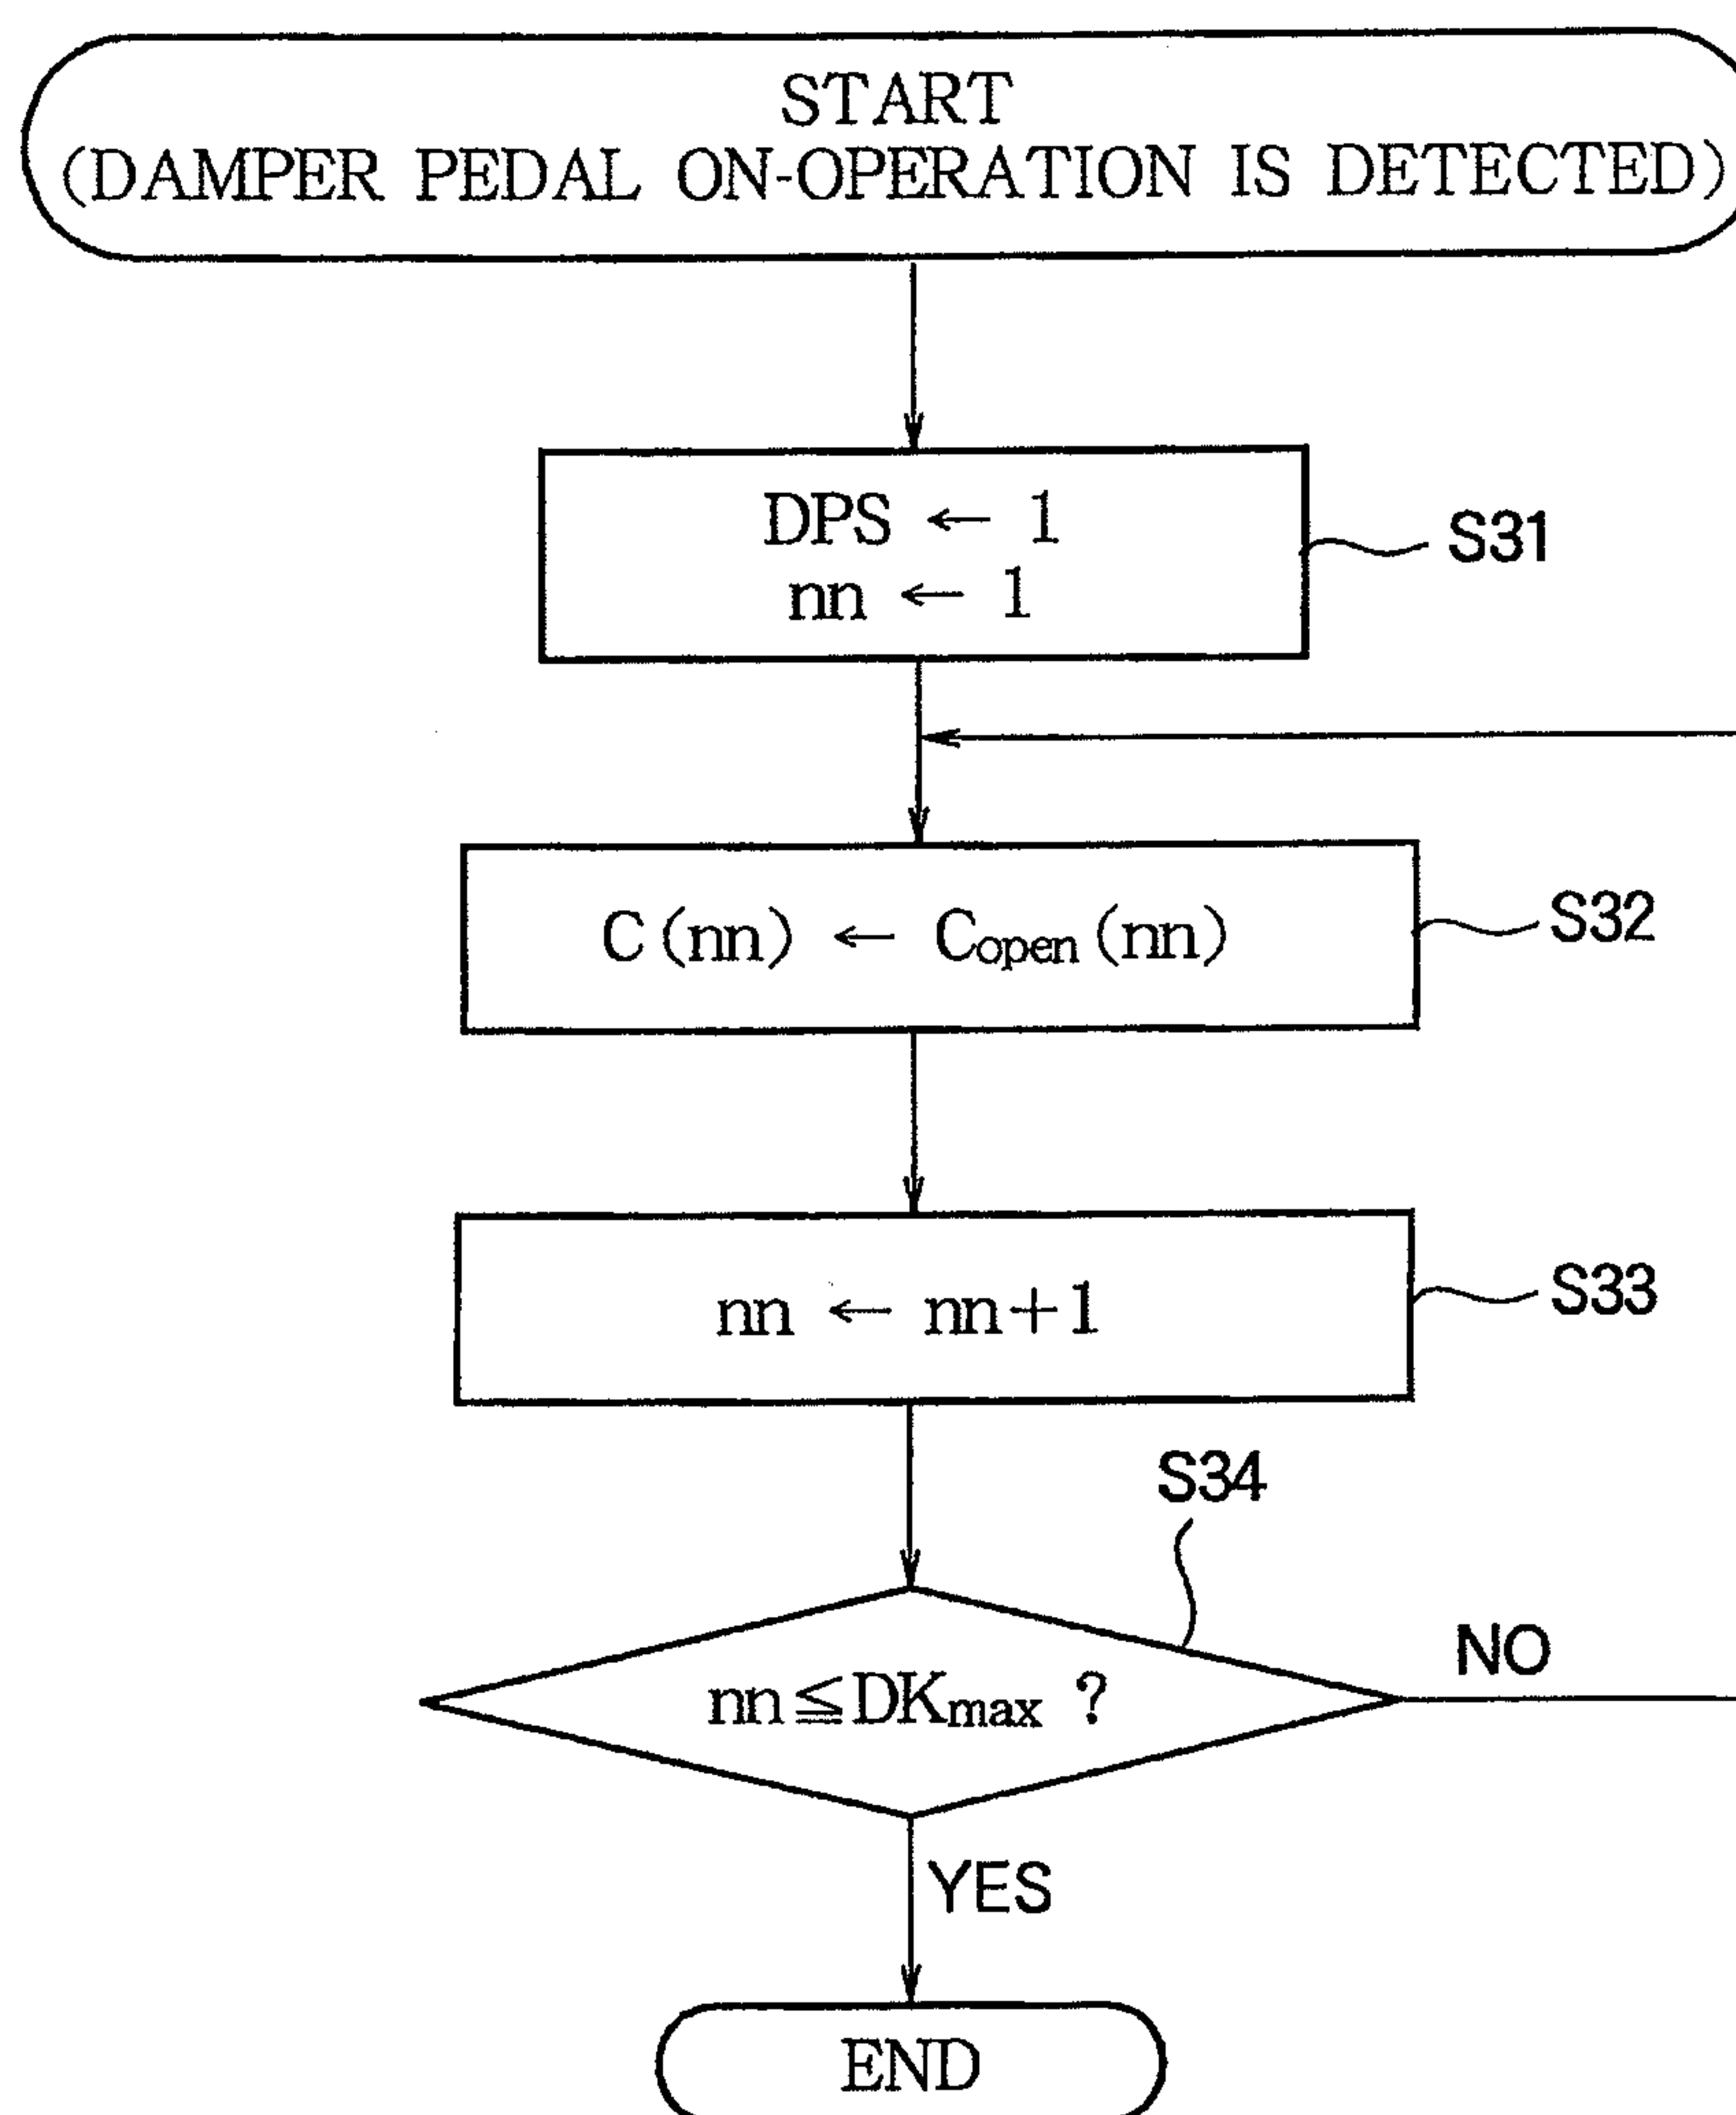 START
(DAMPER PEDAL ON-OPERATION IS DETECTED)
DPS ← 1
nn ← 1
S31
C (nn) ← Copen (nn)
S32
nn ← nn+1
S33
S34
nn≦DKmax ?
NO
YES
END